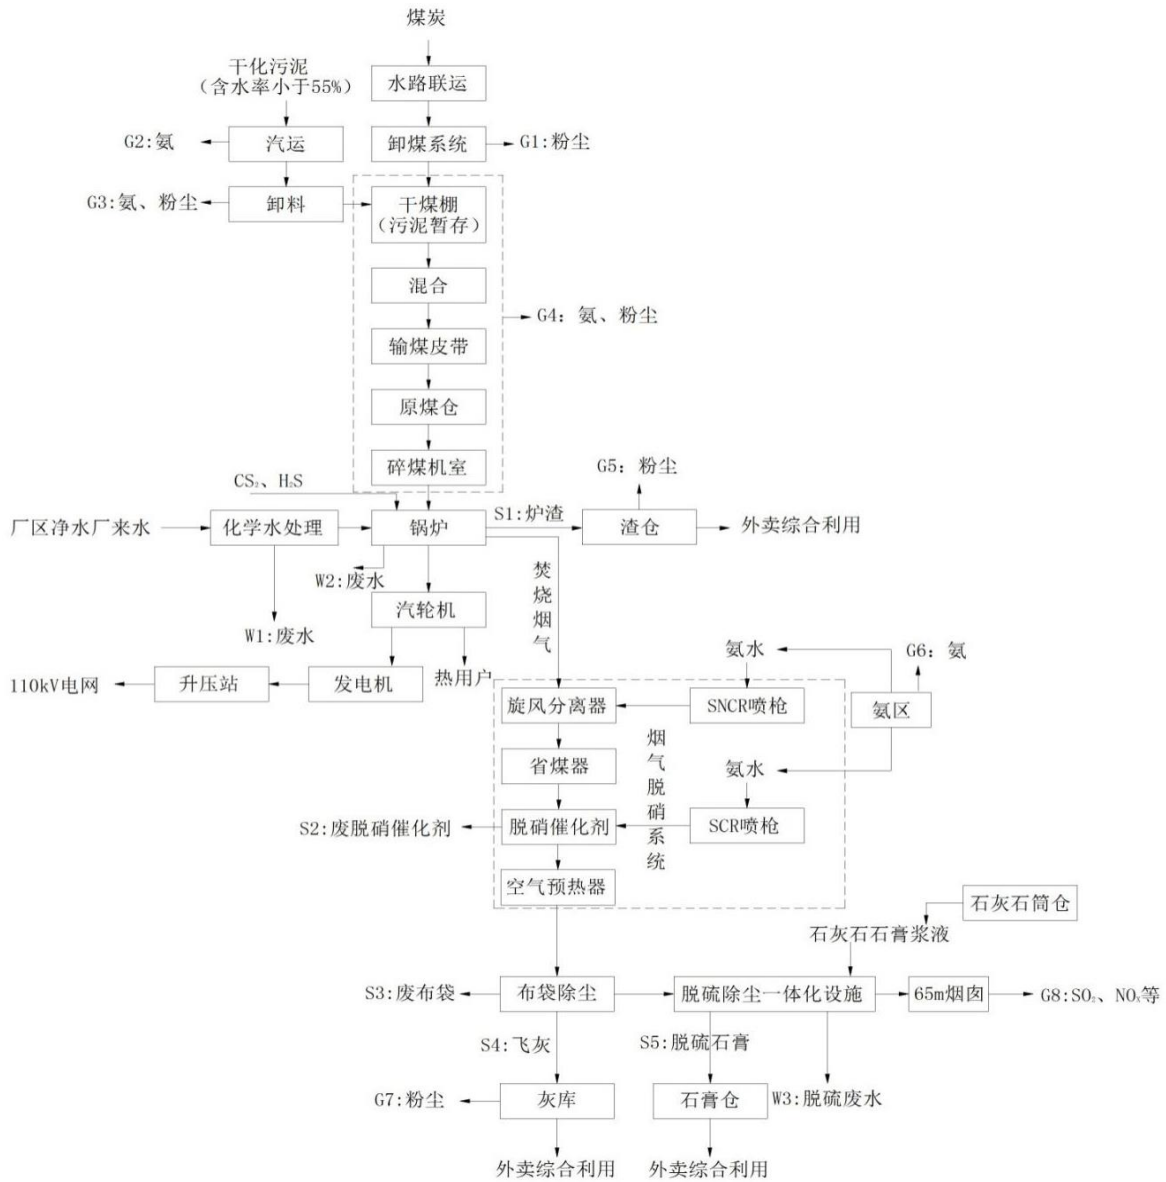 煤炭
干化污泥
（含水率小于55%）
水路联运
G2:氨
汽运
卸煤系统
G1:粉尘
G3:氨、粉尘
卸料
干煤棚
（污泥暂存）
混合
G4：氨、粉尘
输煤皮带
原煤仓
碎煤机室
CS₂、H₂S
G5：粉尘
厂区净水厂来水
化学水处理
锅炉
S1:炉渣
渣仓
外卖综合利用
W2:废水
焚烧烟气
汽轮机
W1:废水
氨水
G6：氨
110kV电网
升压站
发电机
热用户
旋风分离器
SNCR喷枪
氨区
烟气脱硝系统
省煤器
氨水
S2:废脱硝催化剂
脱硝催化剂
SCR喷枪
空气预热器
石灰石筒仓
石灰石石膏浆液
S3:废布袋
布袋除尘
脱硫除尘一体化设施
65m烟囱
G8:SO₂、NOₓ等
S4:飞灰
S5:脱硫石膏
G7:粉尘
灰库
石膏仓
W3:脱硫废水
外卖综合利用
外卖综合利用